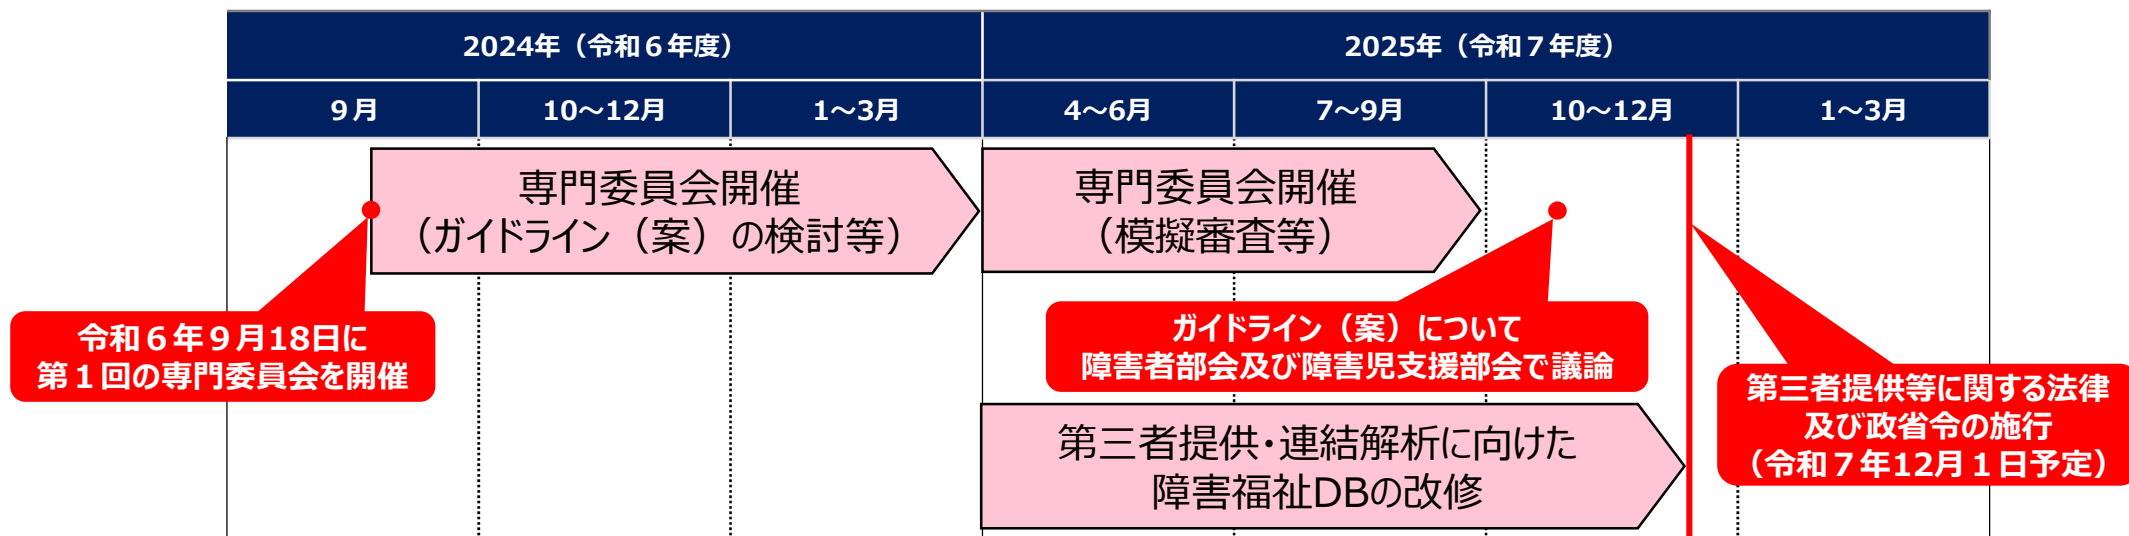 2024年（令和６年度）
2025年（令和７年度）
９月
10～12月
1～3月
4～6月
7～9月
10～12月
1～3月
専門委員会開催
（ガイドライン（案）の検討等）
専門委員会開催
（模擬審査等）
令和６年９月18日に
第１回の専門委員会を開催
ガイドライン（案）について
障害者部会及び障害児支援部会で議論
第三者提供等に関する法律
及び政省令の施行
（令和７年12月１日予定）
第三者提供・連結解析に向けた
障害福祉DBの改修